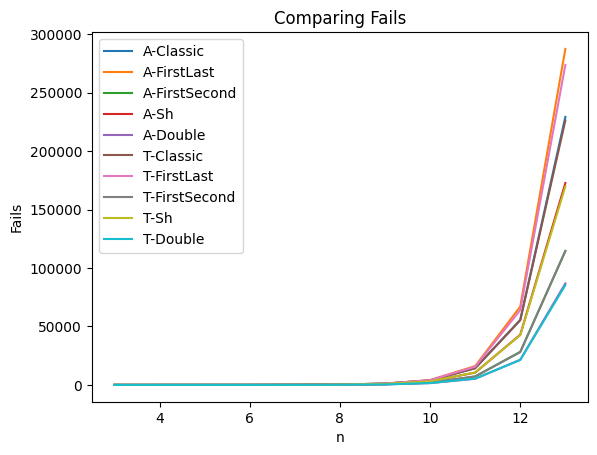 Comparing Fails
300000
250000
200000
150000
100000
50000
0
Fails
A-Classic
A-FirstLast
A-FirstSecond
A-Sh
A-Double
T-Classic
T-FirstLast
T-FirstSecond
T-Sh
T-Double
4 6 8 10 12
n